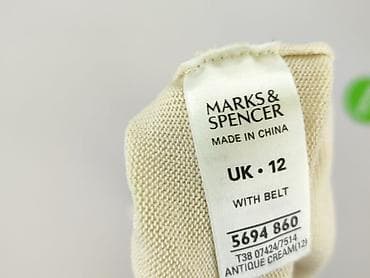 MARKS &
SPENCER
MADE IN CHINA
UK • 12
WITH BELT
5694 860
T38 07424/7514
ANTIQUE CREAM(12)